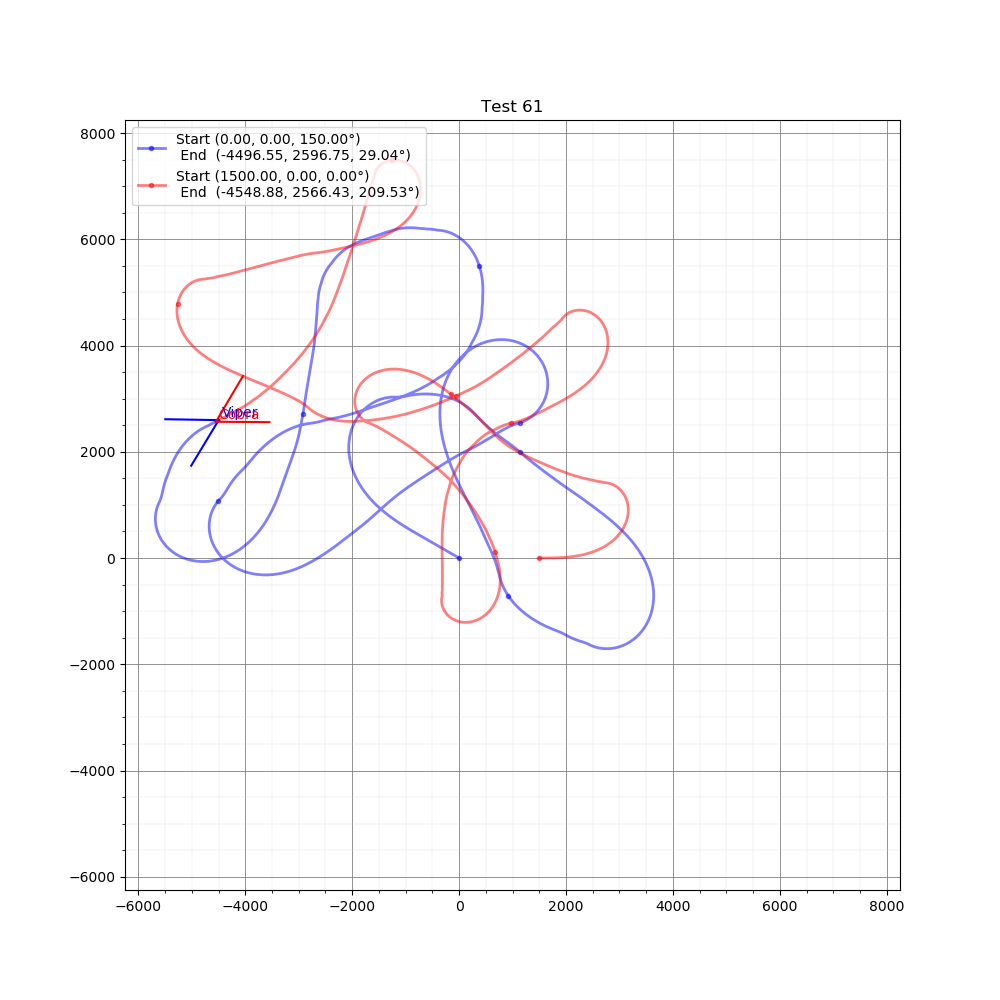 Test 61
Start (0.00, 0.00, 150.00°)
End (-4496.55, 2596.75, 29.04°)
Start (1500.00, 0.00, 0.00°)
End (-4548.88, 2566.43, 209.53°)
8000
6000
4000
2000
0
−2000
−4000
−6000
Viper
Cobra
−6000 −4000 −2000 0 2000 4000 6000 8000